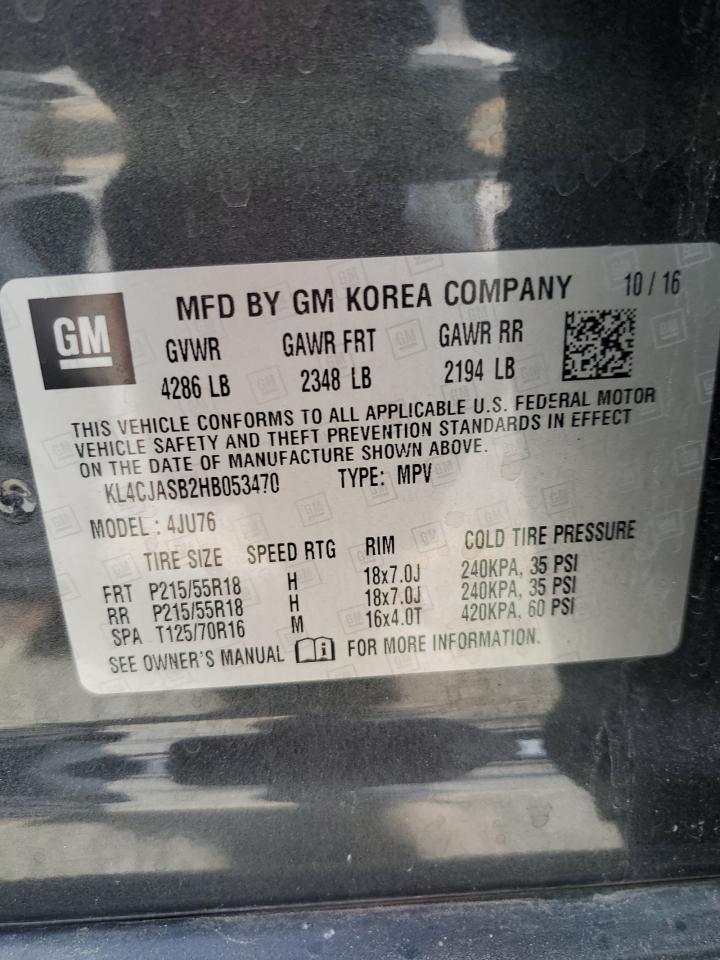 GM
MFD BY GM KOREA COMPANY 10 / 16
GVWR GAWR FRT GAWR RR
4286 LB 2348 LB 2194 LB
THIS VEHICLE CONFORMS TO ALL APPLICABLE U.S. FEDERAL MOTOR
VEHICLE SAFETY AND THEFT PREVENTION STANDARDS IN EFFECT
ON THE DATE OF MANUFACTURE SHOWN ABOVE.
KL4CJASB2HB053470 TYPE: MPV
MODEL : 4JU76
TIRE SIZE SPEED RTG RIM COLD TIRE PRESSURE
FRT P215/55R18 H 18x7.0J 240KPA, 35 PSI
RR P215/55R18 H 18x7.0J 240KPA, 35 PSI
SPA T125/70R16 M 16x4.0T 420KPA, 60 PSI
SEE OWNER'S MANUAL i FOR MORE INFORMATION.